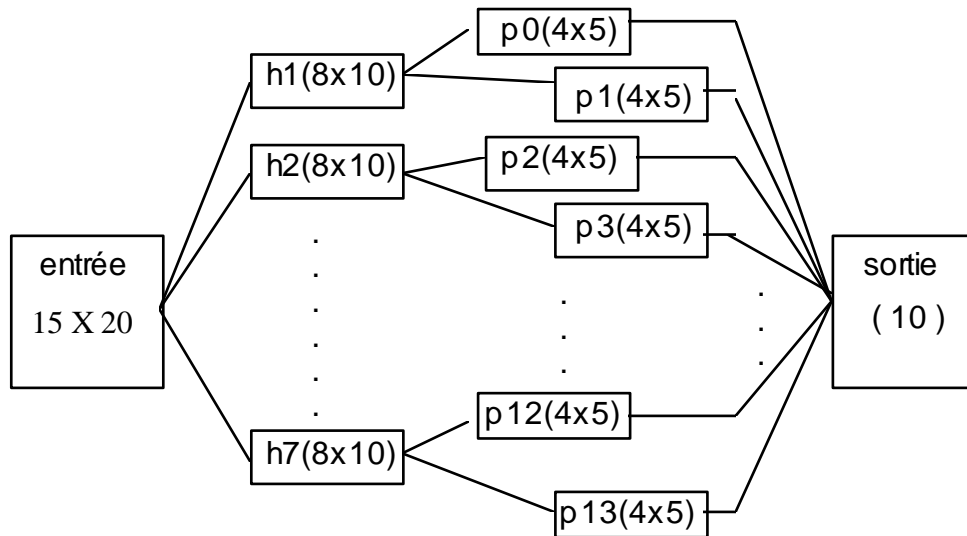 entrée
15 X 20
h1(8x10)
h2(8x10)
h7(8x10)
p0(4x5)
p1(4x5)
p2(4x5)
p3(4x5)
p12(4x5)
p13(4x5)
sortie
( 10 )